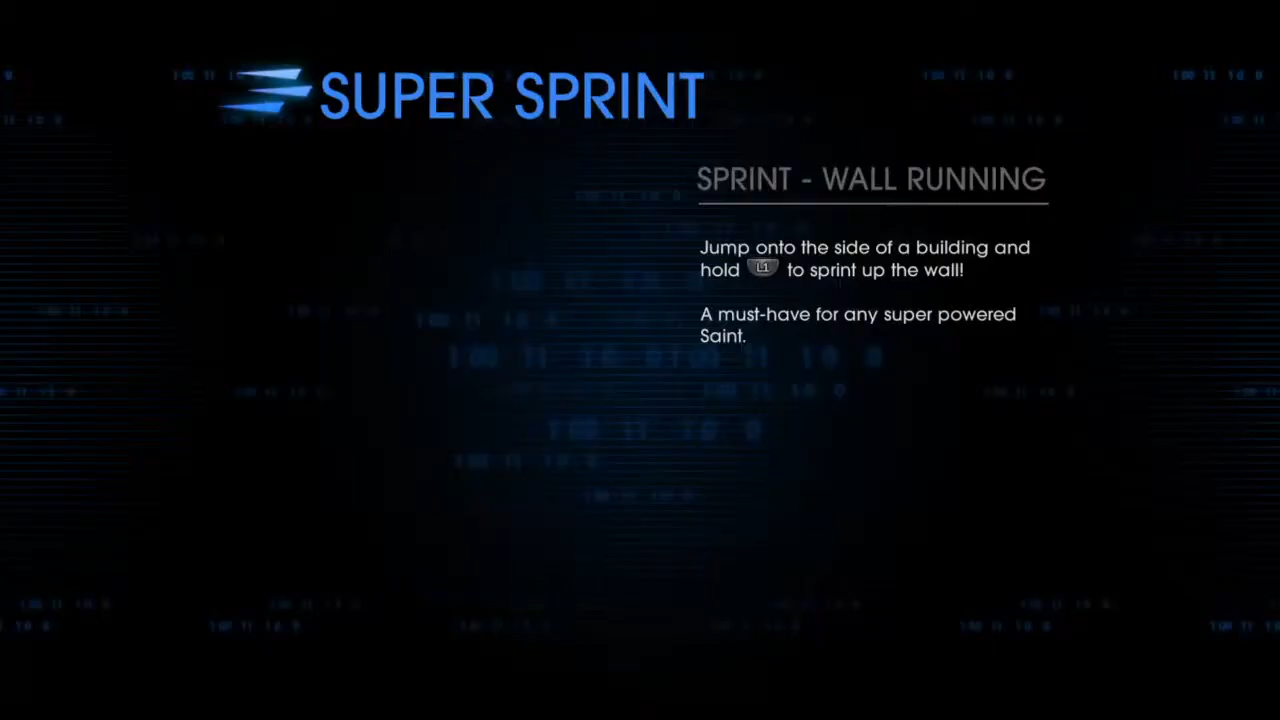 SUPER SPRINT
SPRINT - WALL RUNNING
Jump onto the side of a building and
hold L1 to sprint up the wall!
A must-have for any super powered
Saint.